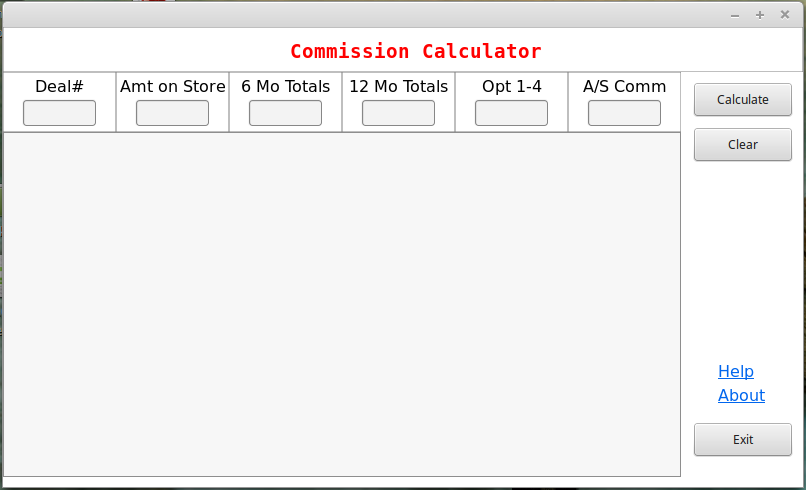 Commission Calculator
Deal# Amt on Store 6 Mo Totals 12 Mo Totals Opt 1-4 A/S Comm
Calculate
Clear
Help
About
Exit